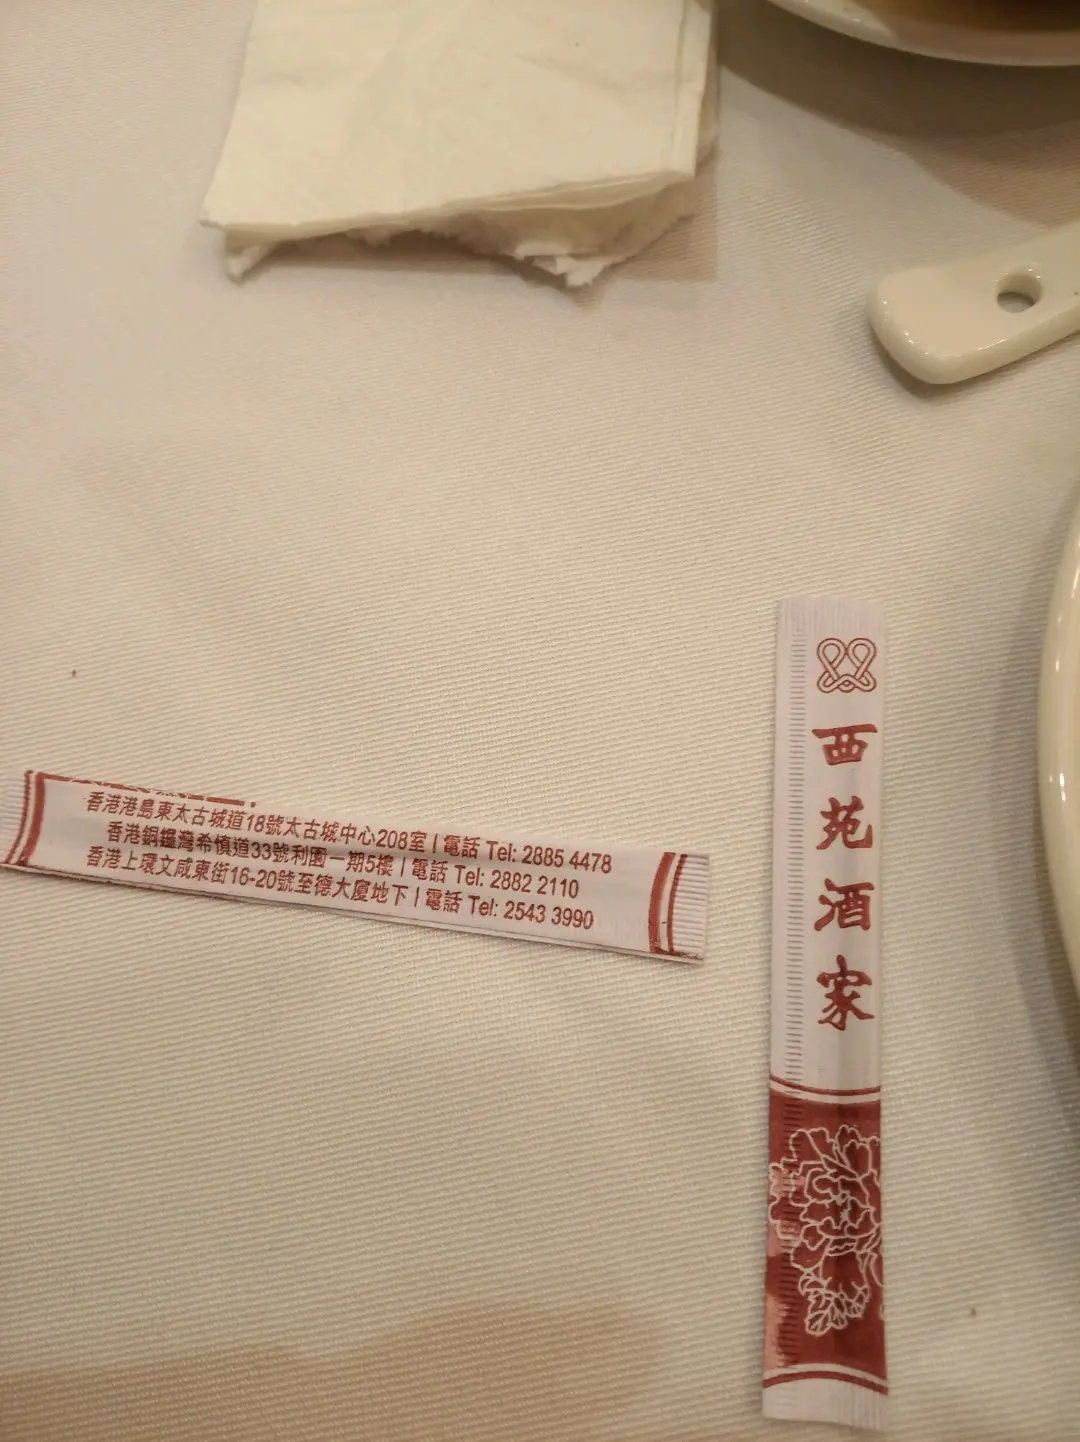 香港港島東太古城道18號太古城中心208室 | 電話 Tel: 2885 4478
香港銅鑼灣希慎道33號利園一期5樓 | 電話 Tel: 2882 2110
香港上環文咸東街16-20號至德大廈地下 | 電話 Tel: 2543 3990
西苑酒家